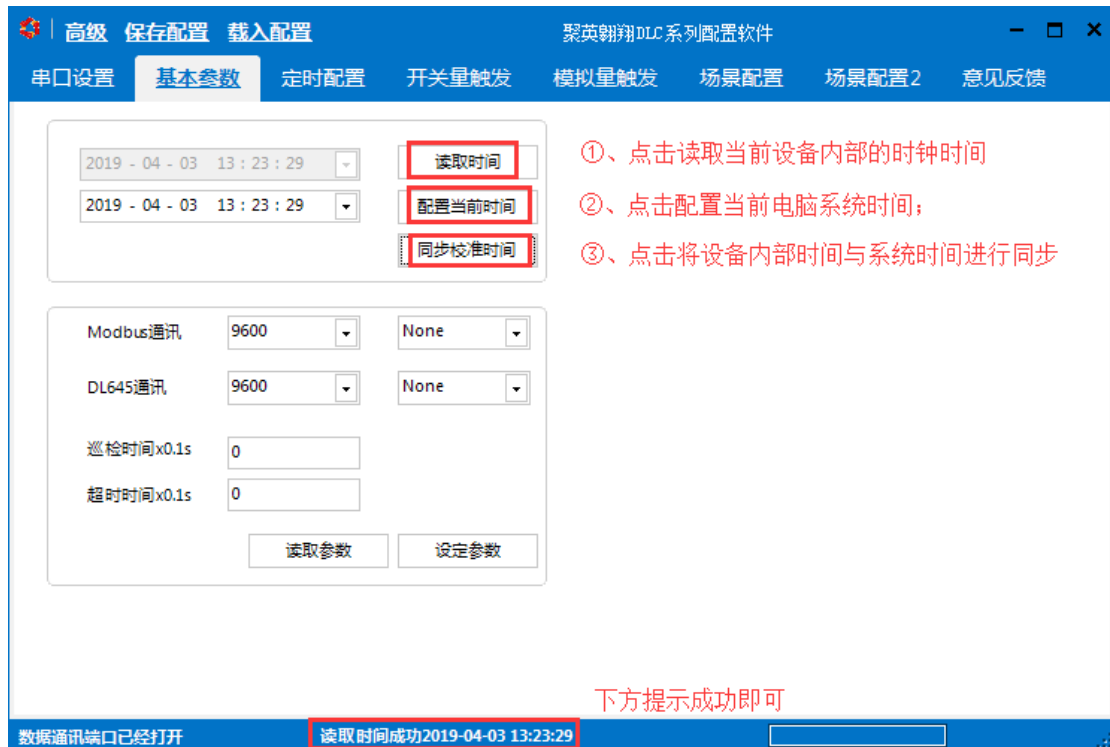 高级 保存配置 载入配置 聚英翱翔DLC系列配置软件
串口设置 基本参数 定时配置 开关量触发 模拟量触发 场景配置 场景配置2 意见反馈
2019 - 04 - 03 13 : 23 : 29 读取时间 ①、点击读取当前设备内部的时钟时间
2019 - 04 - 03 13 : 23 : 29 配置当前时间 ②、点击配置当前电脑系统时间；
同步校准时间 ③、点击将设备内部时间与系统时间进行同步
Modbus通讯 9600 None
DL645通讯 9600 None
巡检时间x0.1s 0
超时时间x0.1s 0
读取参数 设定参数
下方提示成功即可
数据通讯端口已经打开 读取时间成功2019-04-03 13:23:29